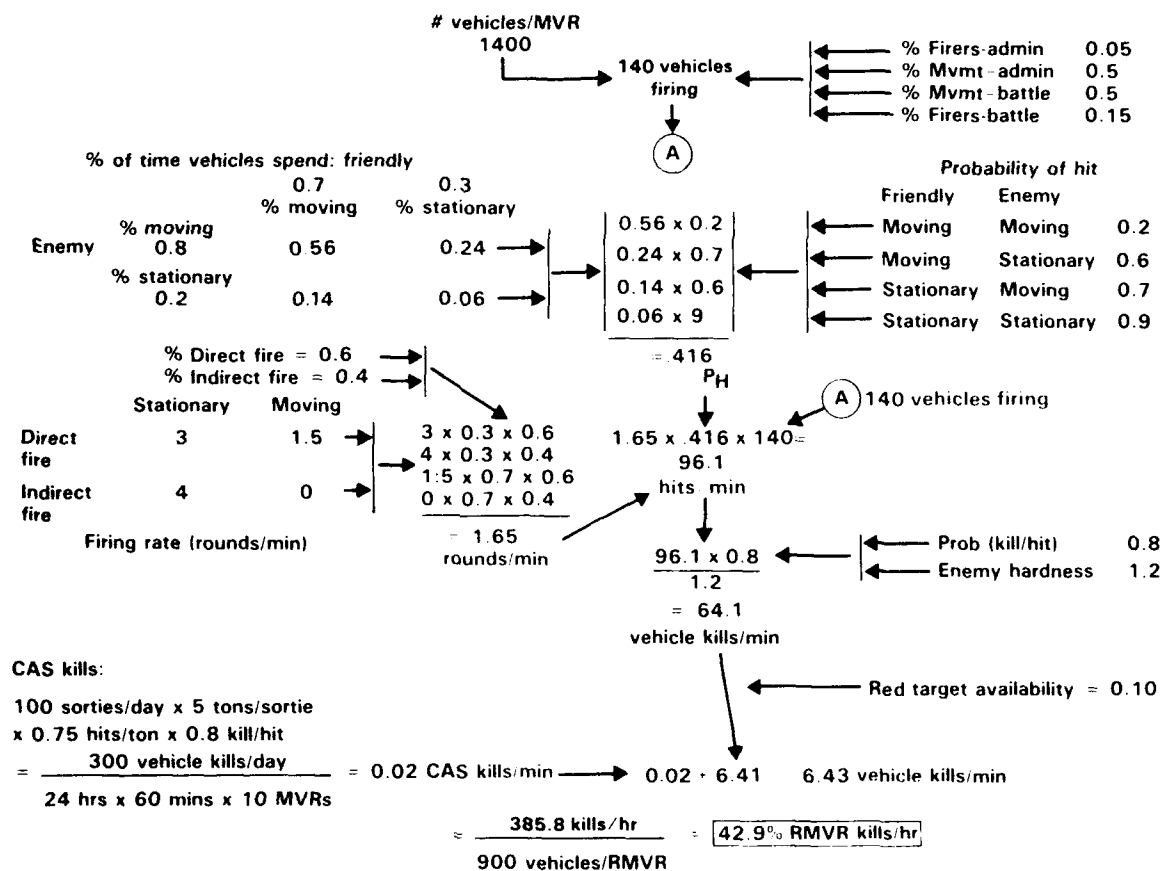 # vehicles/MVR
1400
140 vehicles
firing
% Firers-admin 0.05
% Mvmt-admin 0.5
% Mvmt-battle 0.5
% Firers-battle 0.15
A
% of time vehicles spend: friendly
0.7 0.3
% moving % stationary
% moving
Enemy 0.8 0.56 0.24
% stationary
0.2 0.14 0.06
0.56 x 0.2
0.24 x 0.7
0.14 x 0.6
0.06 x 9
= .416
PH
Probability of hit
Friendly Enemy
Moving Moving 0.2
Moving Stationary 0.6
Stationary Moving 0.7
Stationary Stationary 0.9
% Direct fire = 0.6
% Indirect fire = 0.4
Stationary Moving
Direct fire 3 1.5
Indirect fire 4 0
Firing rate (rounds/min)
3 x 0.3 x 0.6
4 x 0.3 x 0.4
1:5 x 0.7 x 0.6
0 x 0.7 x 0.4
= 1.65
rounds/min
A 140 vehicles firing
1.65 x .416 x 140=
96.1
hits min
96.1 x 0.8
1.2
= 64.1
vehicle kills/min
Prob (kill/hit) 0.8
Enemy hardness 1.2
Red target availability = 0.10
CAS kills:
100 sorties/day x 5 tons/sortie
x 0.75 hits/ton x 0.8 kill/hit
= 300 vehicle kills/day
24 hrs x 60 mins x 10 MVRs
= 0.02 CAS kills/min
0.02 + 6.41 6.43 vehicle kills/min
= 385.8 kills/hr
900 vehicles/RMVR
= 42.9% RMVR kills/hr